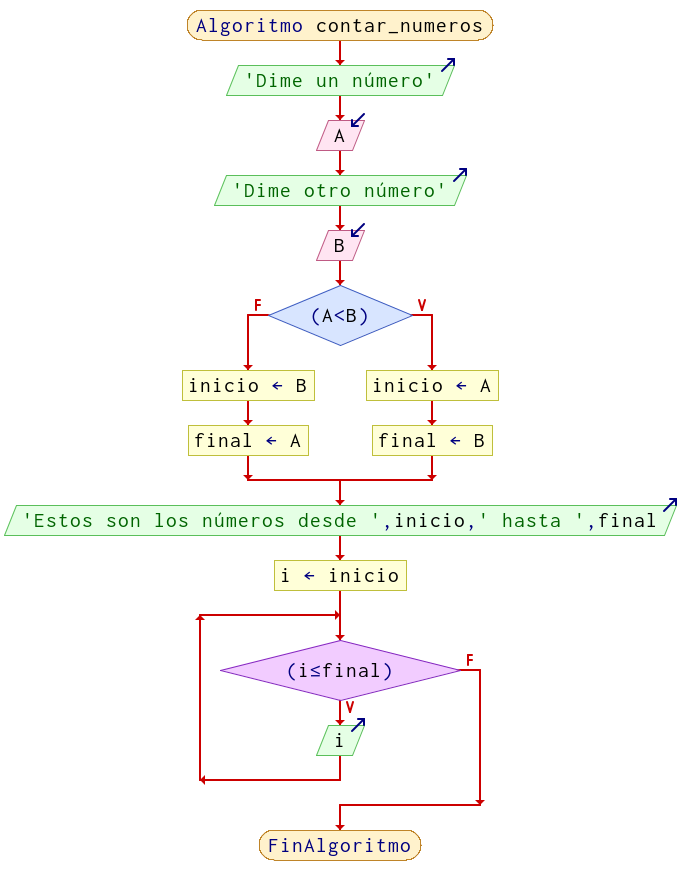 Algoritmo contar_numeros
'Dime un número'
A
'Dime otro número'
B
F (A<B) V
inicio ← B inicio ← A
final ← A final ← B
'Estos son los números desde ',inicio,' hasta ',final
i ← inicio
(i≤final) F
V
i
FinAlgoritmo